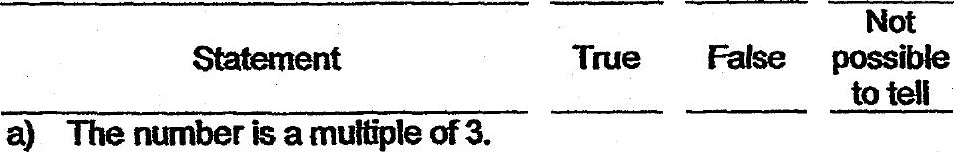 Statement True False Not possible to tell
a) The number is a multiple of 3.